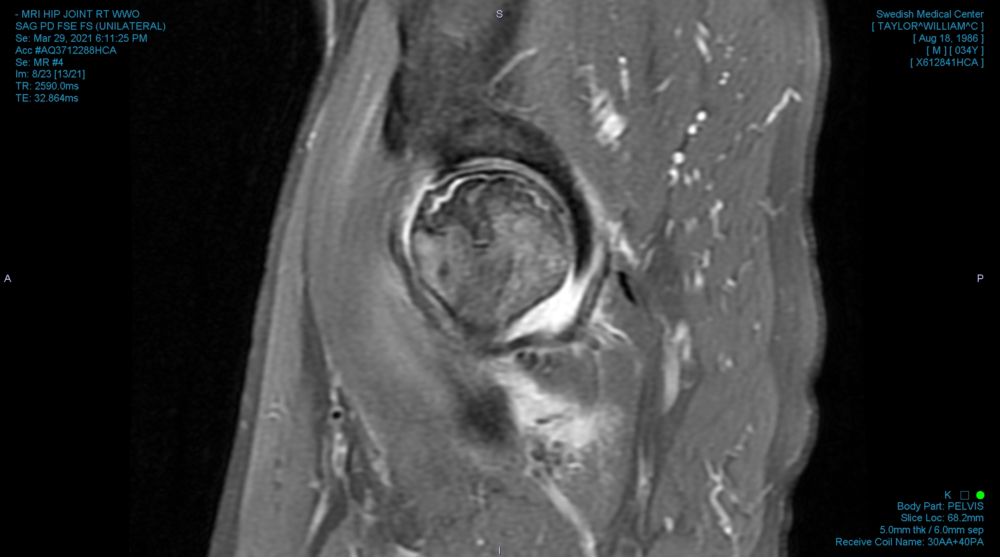 - MRI HIP JOINT RT WWO
SAG PD FSE FS (UNILATERAL)
Se: Mar 29, 2021 6:11:25 PM
Acc #AQ3712288HCA
Se: MR #4
Im: 8/23 [13/21]
TR: 2590.0ms
TE: 32.864ms
S
Swedish Medical Center
[ TAYLOR^WILLIAM^C ]
[ Aug 18, 1986 ]
[ M ] [ 034Y ]
[ X612841HCA ]
A
P
K
Body Part: PELVIS
Slice Loc: 68.2mm
5.0mm thk / 6.0mm sep
Receive Coil Name: 30AA+40PA
I